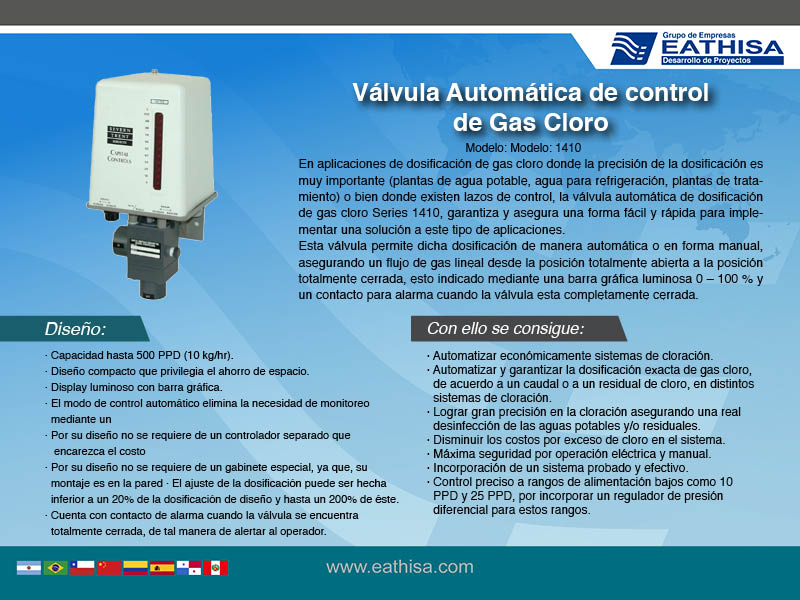 Grupo de Empresas
EATHISA
Desarrollo de Proyectos
Válvula Automática de control
de Gas Cloro
Modelo: Modelo: 1410
En aplicaciones de dosificación de gas cloro donde la precisión de la dosificación es
muy importante (plantas de agua potable, agua para refrigeración, plantas de trata-
miento) o bien donde existen lazos de control, la válvula automática de dosificación
de gas cloro Series 1410, garantiza y asegura una forma fácil y rápida para imple-
mentar una solución a este tipo de aplicaciones.
Esta válvula permite dicha dosificación de manera automática o en forma manual,
asegurando un flujo de gas lineal desde la posición totalmente abierta a la posición
totalmente cerrada, esto indicado mediante una barra gráfica luminosa 0 – 100 % y
un contacto para alarma cuando la válvula esta completamente cerrada.
SEVERN
TRENT
SERVICES
CAPITAL
CONTROLS
Diseño:
· Capacidad hasta 500 PPD (10 kg/hr).
· Diseño compacto que privilegia el ahorro de espacio.
· Display luminoso con barra gráfica.
· El modo de control automático elimina la necesidad de monitoreo
mediante un
· Por su diseño no se requiere de un controlador separado que
encarezca el costo
· Por su diseño no se requiere de un gabinete especial, ya que, su
montaje es en la pared · El ajuste de la dosificación puede ser hecha
inferior a un 20% de la dosificación de diseño y hasta un 200% de éste.
· Cuenta con contacto de alarma cuando la válvula se encuentra
totalmente cerrada, de tal manera de alertar al operador.
Con ello se consigue:
· Automatizar económicamente sistemas de cloración.
· Automatizar y garantizar la dosificación exacta de gas cloro,
de acuerdo a un caudal o a un residual de cloro, en distintos
sistemas de cloración.
· Lograr gran precisión en la cloración asegurando una real
desinfección de las aguas potables y/o residuales.
· Disminuir los costos por exceso de cloro en el sistema.
· Máxima seguridad por operación eléctrica y manual.
· Incorporación de un sistema probado y efectivo.
· Control preciso a rangos de alimentación bajos como 10
PPD y 25 PPD, por incorporar un regulador de presión
diferencial para estos rangos.
www.eathisa.com